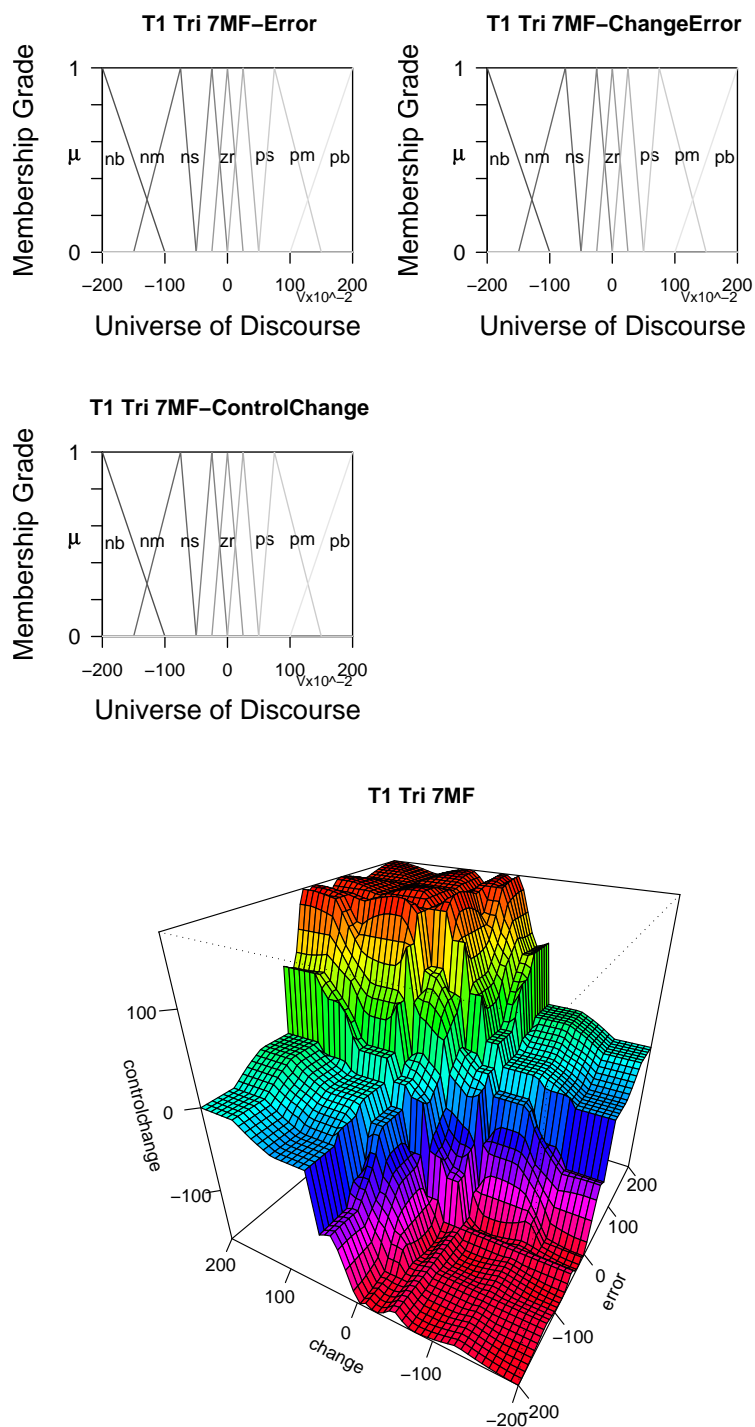 T1 Tri 7MF−Error
Membership Grade
μ
1
0
nb nm ns zr ps pm pb
−200 −100 0 100 200
Vx10^−2
Universe of Discourse
T1 Tri 7MF−ChangeError
Membership Grade
μ
1
0
nb nm ns zr ps pm pb
−200 −100 0 100 200
Vx10^−2
Universe of Discourse
T1 Tri 7MF−ControlChange
Membership Grade
μ
1
0
nb nm ns zr ps pm pb
−200 −100 0 100 200
Vx10^−2
Universe of Discourse
T1 Tri 7MF
controlchange
100
0
−100
change
200
100
0
−100
−200
error
200
100
0
−100
−200